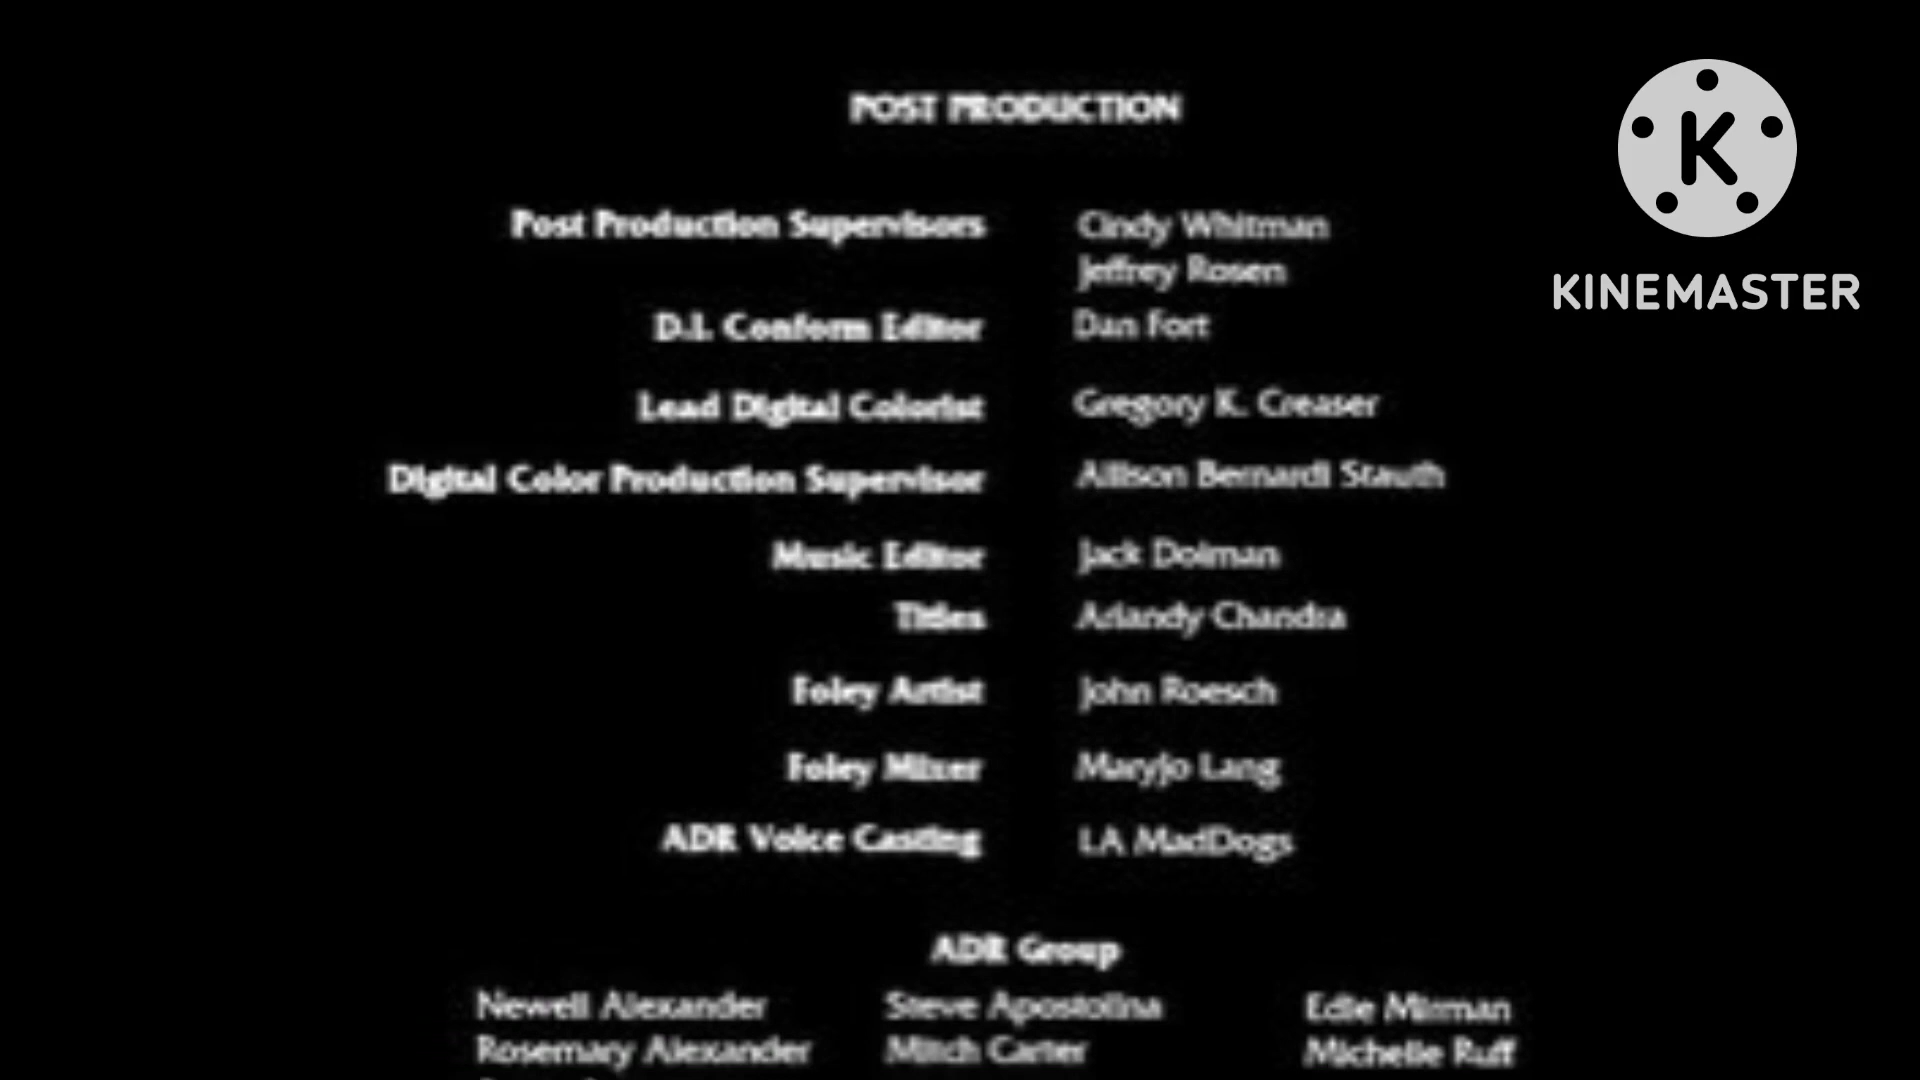 POST PRODUCTION
K
KINEMASTER
Post Production Supervisors Cindy Whitman
Jeffrey Rosen
D.I. Conform Editor Dan Fort
Lead Digital Colorist Gregory K. Creaser
Digital Color Production Supervisor Allison Bernardi Stauth
Music Editor Jack Dolman
Titles Arlandy Chandra
Foley Artist John Roesch
Foley Mixer MaryJo Lang
ADR Voice Casting LA MadDogs
ADR Group
Newell Alexander Steve Apostolina Edie Mirman
Rosemary Alexander Mitch Carter Michelle Ruff